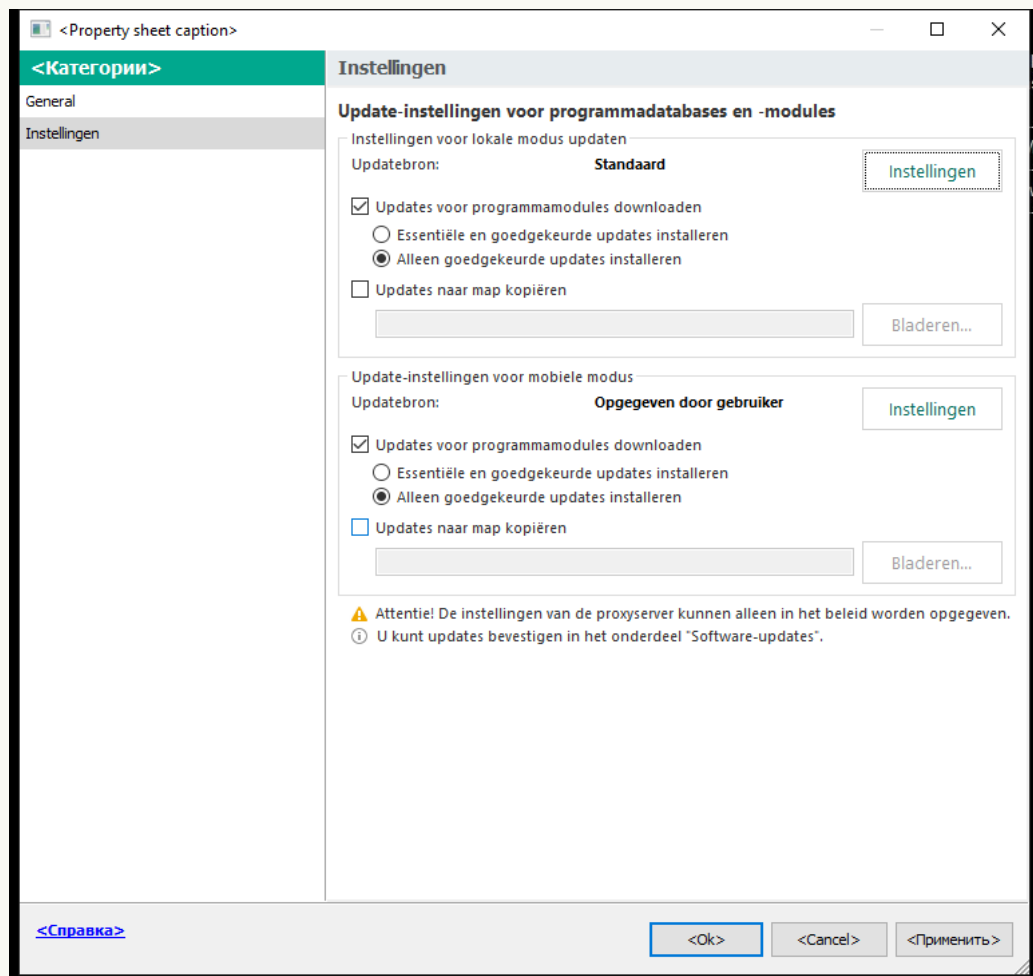 <Property sheet caption>
<Категории>
General
Instellingen
Instellingen
Update-instellingen voor programmadatabases en -modules
Instellingen voor lokale modus updaten
Updatebron: Standaard Instellingen
Updates voor programmamodules downloaden
Essentiële en goedgekeurde updates installeren
Alleen goedgekeurde updates installeren
Updates naar map kopiëren
Bladeren...
Update-instellingen voor mobiele modus
Updatebron: Opgegeven door gebruiker Instellingen
Updates voor programmamodules downloaden
Essentiële en goedgekeurde updates installeren
Alleen goedgekeurde updates installeren
Updates naar map kopiëren
Bladeren...
Attentie! De instellingen van de proxyserver kunnen alleen in het beleid worden opgegeven.
U kunt updates bevestigen in het onderdeel "Software-updates".
<Справка> <Ok> <Cancel> <Применить>